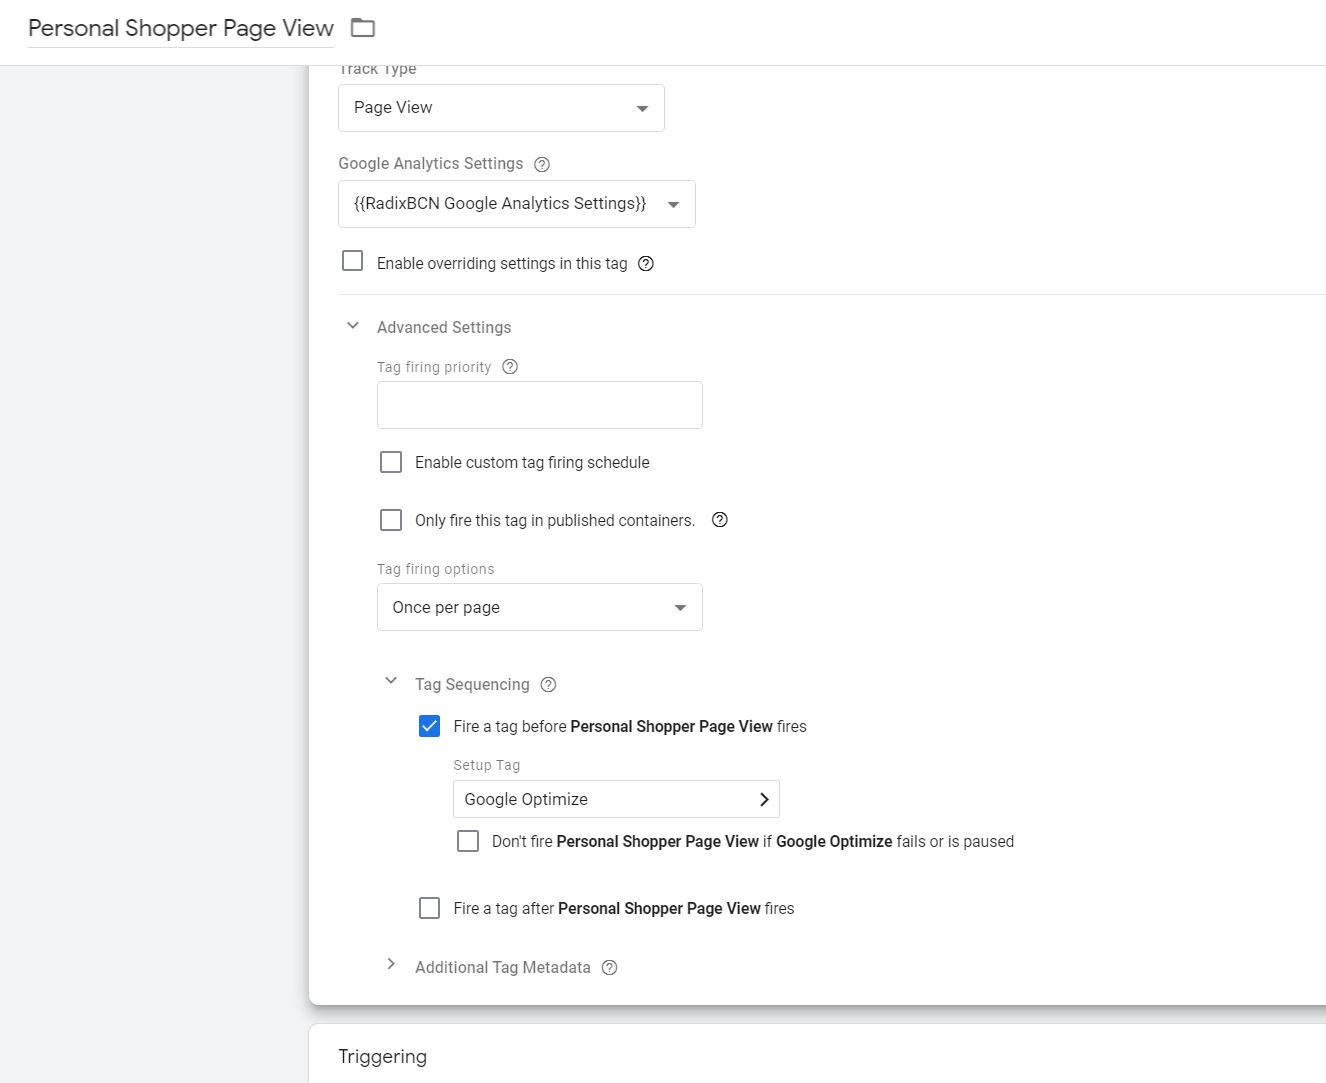 Personal Shopper Page View
Track Type
Page View
Google Analytics Settings
{{RadixBCN Google Analytics Settings}}
Enable overriding settings in this tag
Advanced Settings
Tag firing priority
Enable custom tag firing schedule
Only fire this tag in published containers.
Tag firing options
Once per page
Tag Sequencing
Fire a tag before Personal Shopper Page View fires
Setup Tag
Google Optimize
Don't fire Personal Shopper Page View if Google Optimize fails or is paused
Fire a tag after Personal Shopper Page View fires
Additional Tag Metadata
Triggering